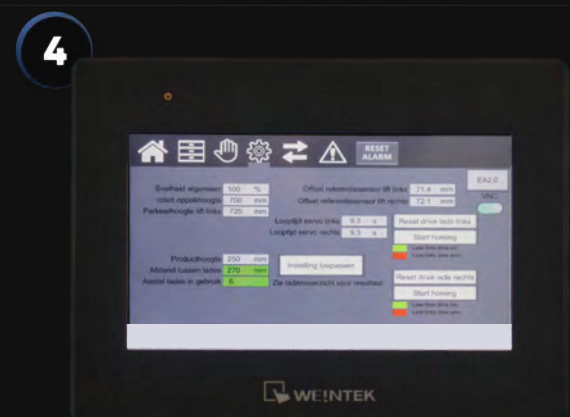 4
RESET ALARM
EA2.0
VNC
Snelheid algemeen 100 %
robot oppakhoogte 700 mm
Parkeerhoogte lift links 725 mm
Offset referentiesensor lift links 71.4 mm
Offset referentiesensor lift rechts 72.1 mm
Looptijd servo links 9.3 s
Looptijd servo rechts 9.3 s
Reset drive lade links
Start homing
Producthoogte 250 mm
Afstand tussen lades 270 mm
Aantal lades in gebruik 6
Instelling toepassen
Zie ladenoverzicht voor resultaat
Reset drive lade rechts
Start homing
WEINTEK